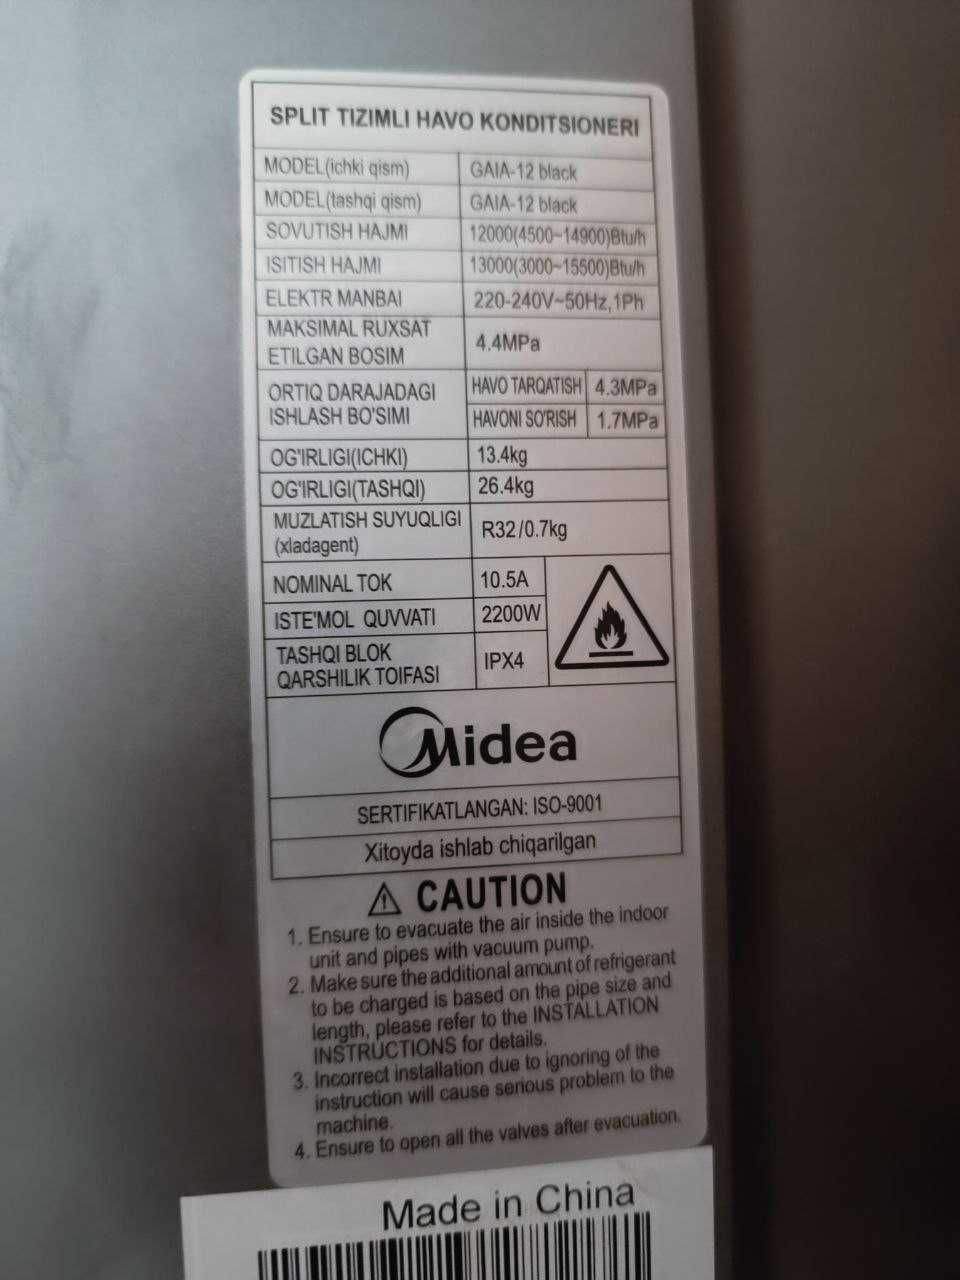 SPLIT TIZIMLI HAVO KONDITSIONERI
MODEL(ichki qism) GAIA-12 black
MODEL(tashqi qism) GAIA-12 black
SOVUTISH HAJMI 12000(4500~14900)Btu/h
ISITISH HAJMI 13000(3000~15500)Btu/h
ELEKTR MANBAI 220-240V~50Hz,1Ph
MAKSIMAL RUXSAT
ETILGAN BOSIM 4.4MPa
ORTIQ DARAJADAGI
ISHLASH BO'SIMI
HAVO TARQATISH 4.3MPa
HAVONI SO'RISH 1.7MPa
OG'IRLIGI(ICHKI) 13.4kg
OG'IRLIGI(TASHQI) 26.4kg
MUZLATISH SUYUQLIGI
(xladagent) R32/0.7kg
NOMINAL TOK 10.5A
ISTE'MOL QUVVATI 2200W
TASHQI BLOK
QARSHILIK TOIFASI IPX4
Midea
SERTIFIKATLANGAN: ISO-9001
Xitoyda ishlab chiqarilgan
CAUTION
1. Ensure to evacuate the air inside the indoor
unit and pipes with vacuum pump.
2. Make sure the additional amount of refrigerant
to be charged is based on the pipe size and
length, please refer to the INSTALLATION
INSTRUCTIONS for details.
3. Incorrect installation due to ignoring of the
instruction will cause serious problem to the
machine.
4. Ensure to open all the valves after evacuation.
Made in China